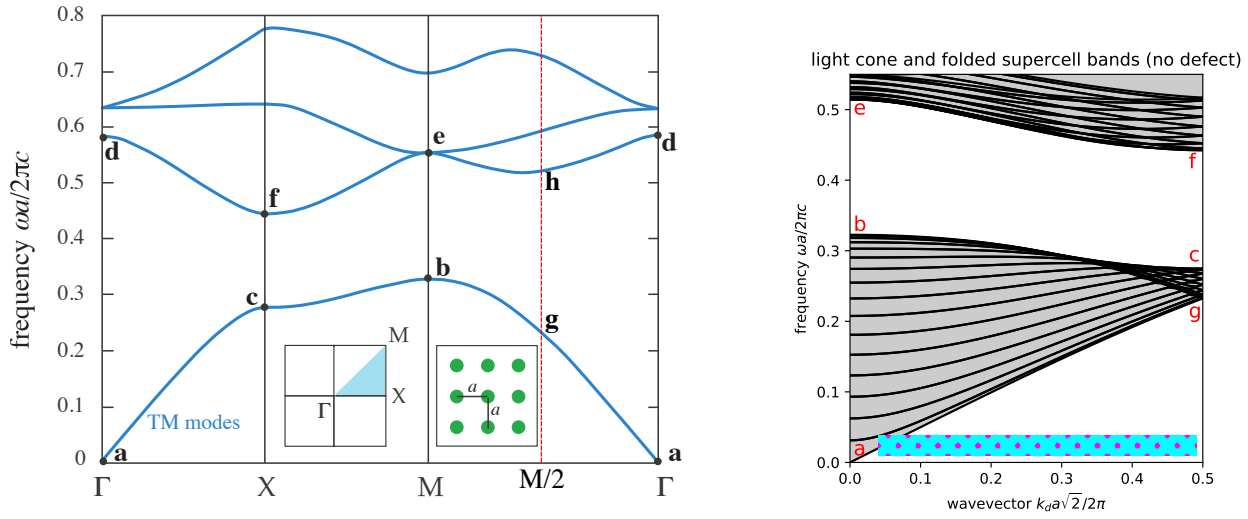 0.8
0.7
0.6
0.5
0.4
0.3
0.2
0.1
0
frequency ωa/2πc
d
f
e
h
d
c
b
g
a
a
TM modes
M
X
Γ
a
a
Γ
X
M
M/2
Γ
light cone and folded supercell bands (no defect)
0.5
0.4
0.3
0.2
0.1
0.0
frequency ωa/2πc
e
f
b
c
g
a
0.0
0.1
0.2
0.3
0.4
0.5
wavevector k_d a√2/2π